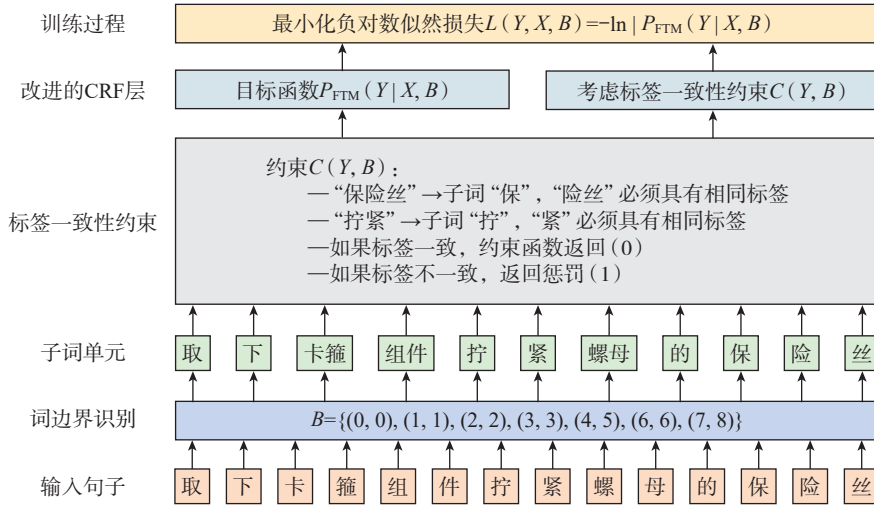 训练过程 最小化负对数似然损失L(Y, X, B)=−ln|P_FTM(Y|X, B)
改进的CRF层 目标函数P_FTM(Y|X, B) 考虑标签一致性约束C(Y, B)
约束C(Y, B)：
—“保险丝”→子词“保”，“险丝”必须具有相同标签
标签一致性约束 —“拧紧”→子词“拧”，“紧”必须具有相同标签
—如果标签一致，约束函数返回(0)
—如果标签不一致，返回惩罚(1)
子词单元 取 下 卡箍 组件 拧 紧 螺母 的 保 险 丝
词边界识别 B={(0, 0), (1, 1), (2, 2), (3, 3), (4, 5), (6, 6), (7, 8)}
输入句子 取 下 卡 箍 组 件 拧 紧 螺 母 的 保 险 丝